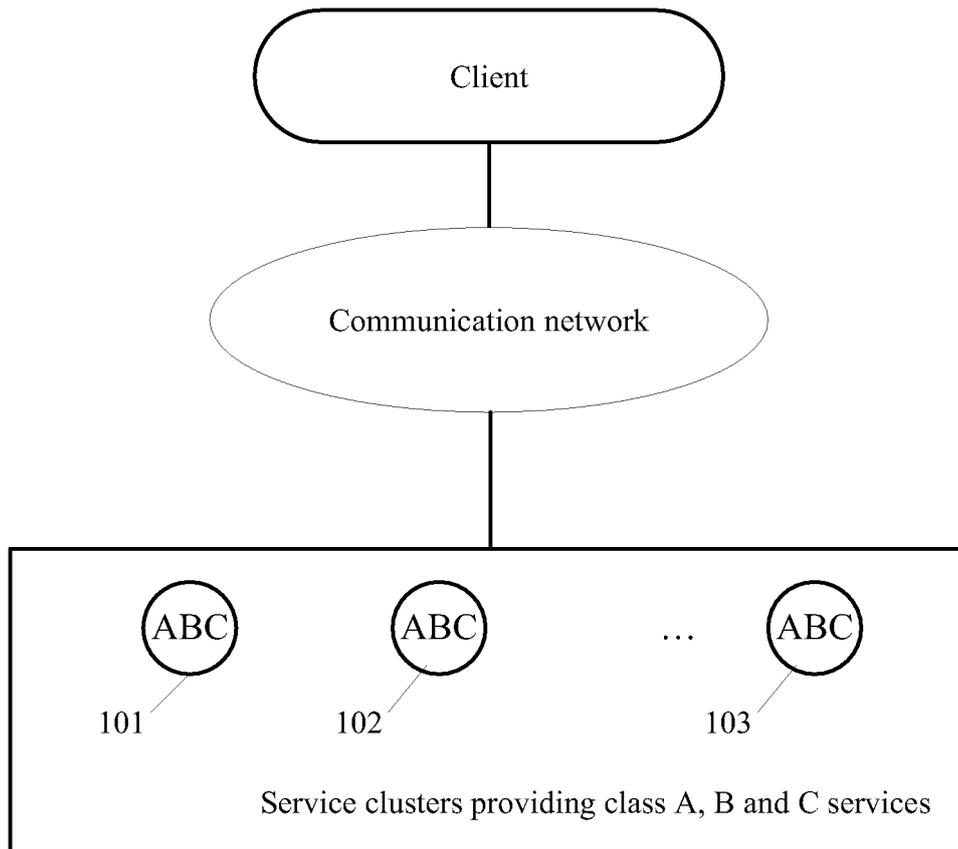 Client
Communication network
ABC ABC ... ABC
101 102 103
Service clusters providing class A, B and C services